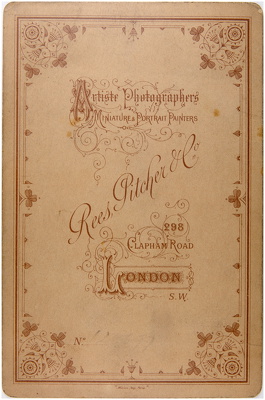 Artiste Photographers
& Miniature & Portrait Painters
Rees Pitcher & Co
298
Clapham Road
London
S.W.
No